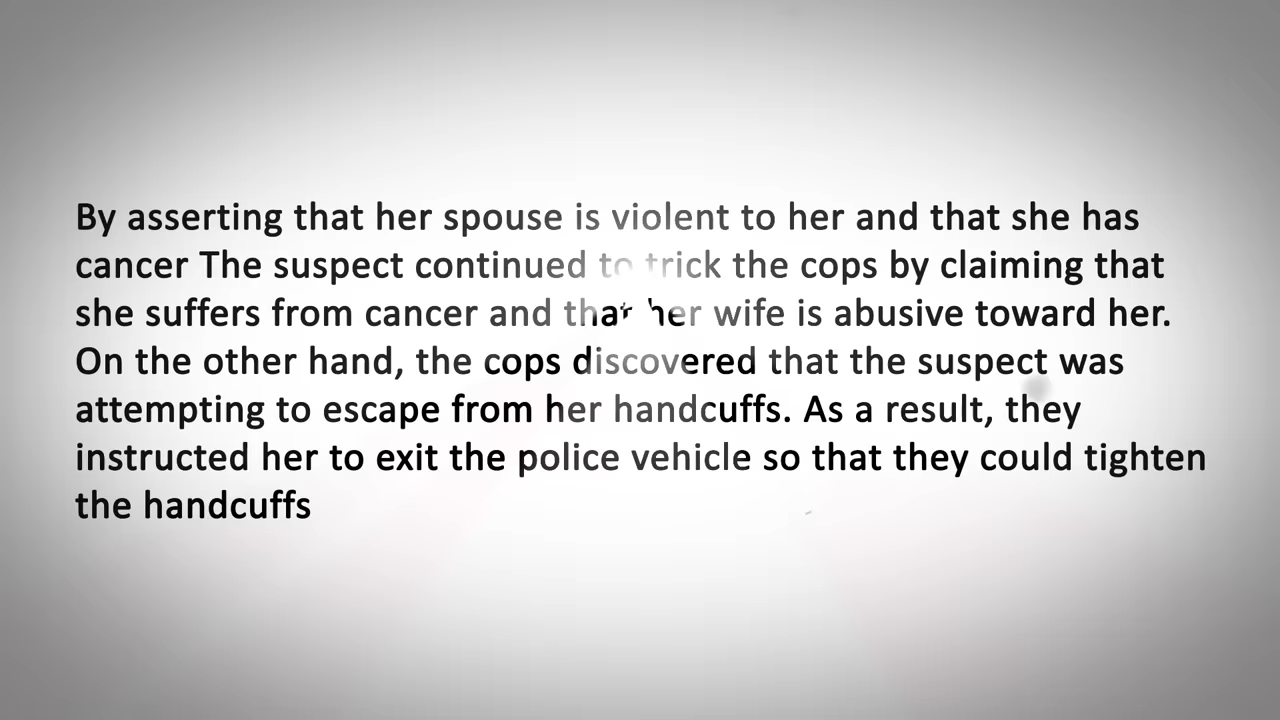 By asserting that her spouse is violent to her and that she has
cancer The suspect continued to trick the cops by claiming that
she suffers from cancer and that her wife is abusive toward her.
On the other hand, the cops discovered that the suspect was
attempting to escape from her handcuffs. As a result, they
instructed her to exit the police vehicle so that they could tighten
the handcuffs